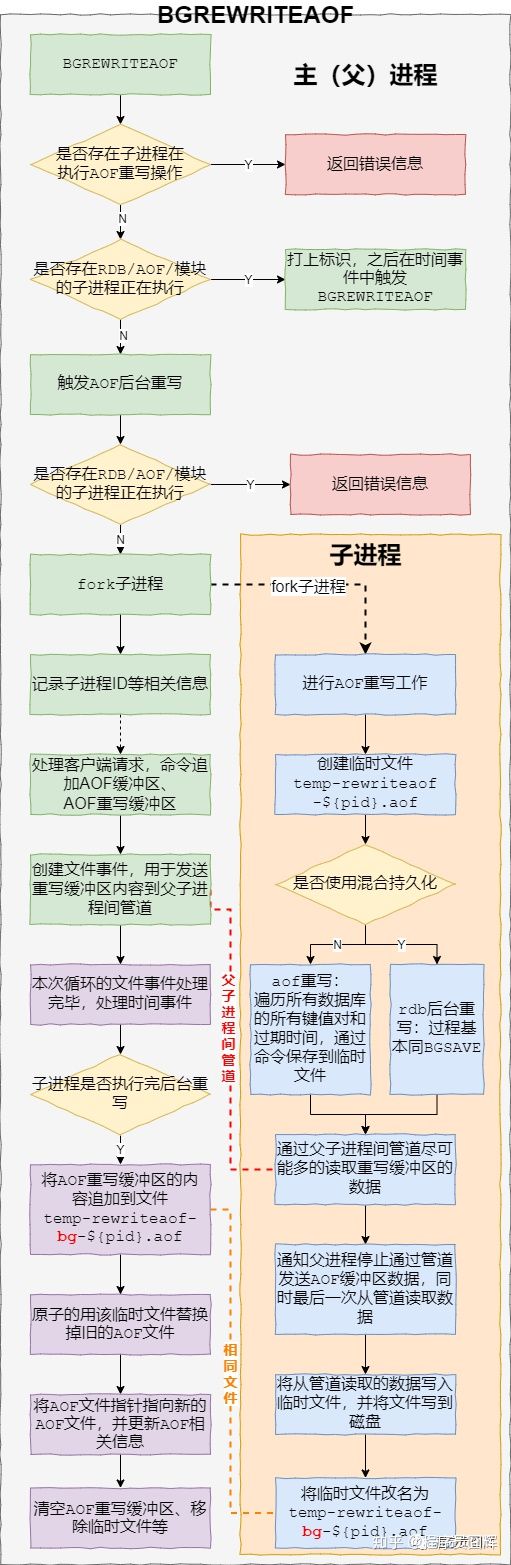 BGREWRITEAOF
主（父）进程
BGREWRITEAOF
是否存在子进程在
执行AOF重写操作
Y
返回错误信息
N
是否存在RDB/AOF/模块
的子进程正在执行
Y
打上标识，之后在时间事
件中触发
BGREWRITEAOF
N
触发AOF后台重写
是否存在RDB/AOF/模块
的子进程正在执行
Y
返回错误信息
N
子进程
fork子进程
fork子进程
记录子进程ID等相关信息
进行AOF重写工作
处理客户端请求，命令追
加AOF缓冲区、
AOF重写缓冲区
创建临时文件
temp-rewriteaof
-${pid}.aof
创建文件事件，用于发送
重写缓冲区内容到父子进
程间管道
是否使用混合持久化
N
Y
父子进程间管道
本次循环的文件事件处理
完毕，处理时间事件
aof重写：
遍历所有数据库
的所有键值对和
过期时间，通过
命令保存到临时
文件
rdb后台重
写：过程基
本同BGSAVE
子进程是否执行完后台重
写
Y
通过父子进程间管道尽可
能多的读取重写缓冲区的
数据
将AOF重写缓冲区的内
容追加到文件
temp-rewriteaof-
bg-${pid}.aof
通知父进程停止通过管道
发送AOF缓冲区数据，同
时最后一次从管道读取数
据
原子的用该临时文件替换
掉旧的AOF文件
相同文件
将从管道读取的数据写入
临时文件，并将文件写到
磁盘
将AOF文件指针指向新的
AOF文件，并更新AOF相
关信息
清空AOF重写缓冲区、移
除临时文件等
将临时文件改名为
temp-rewriteaof-
bg-${pid}.aof
知乎